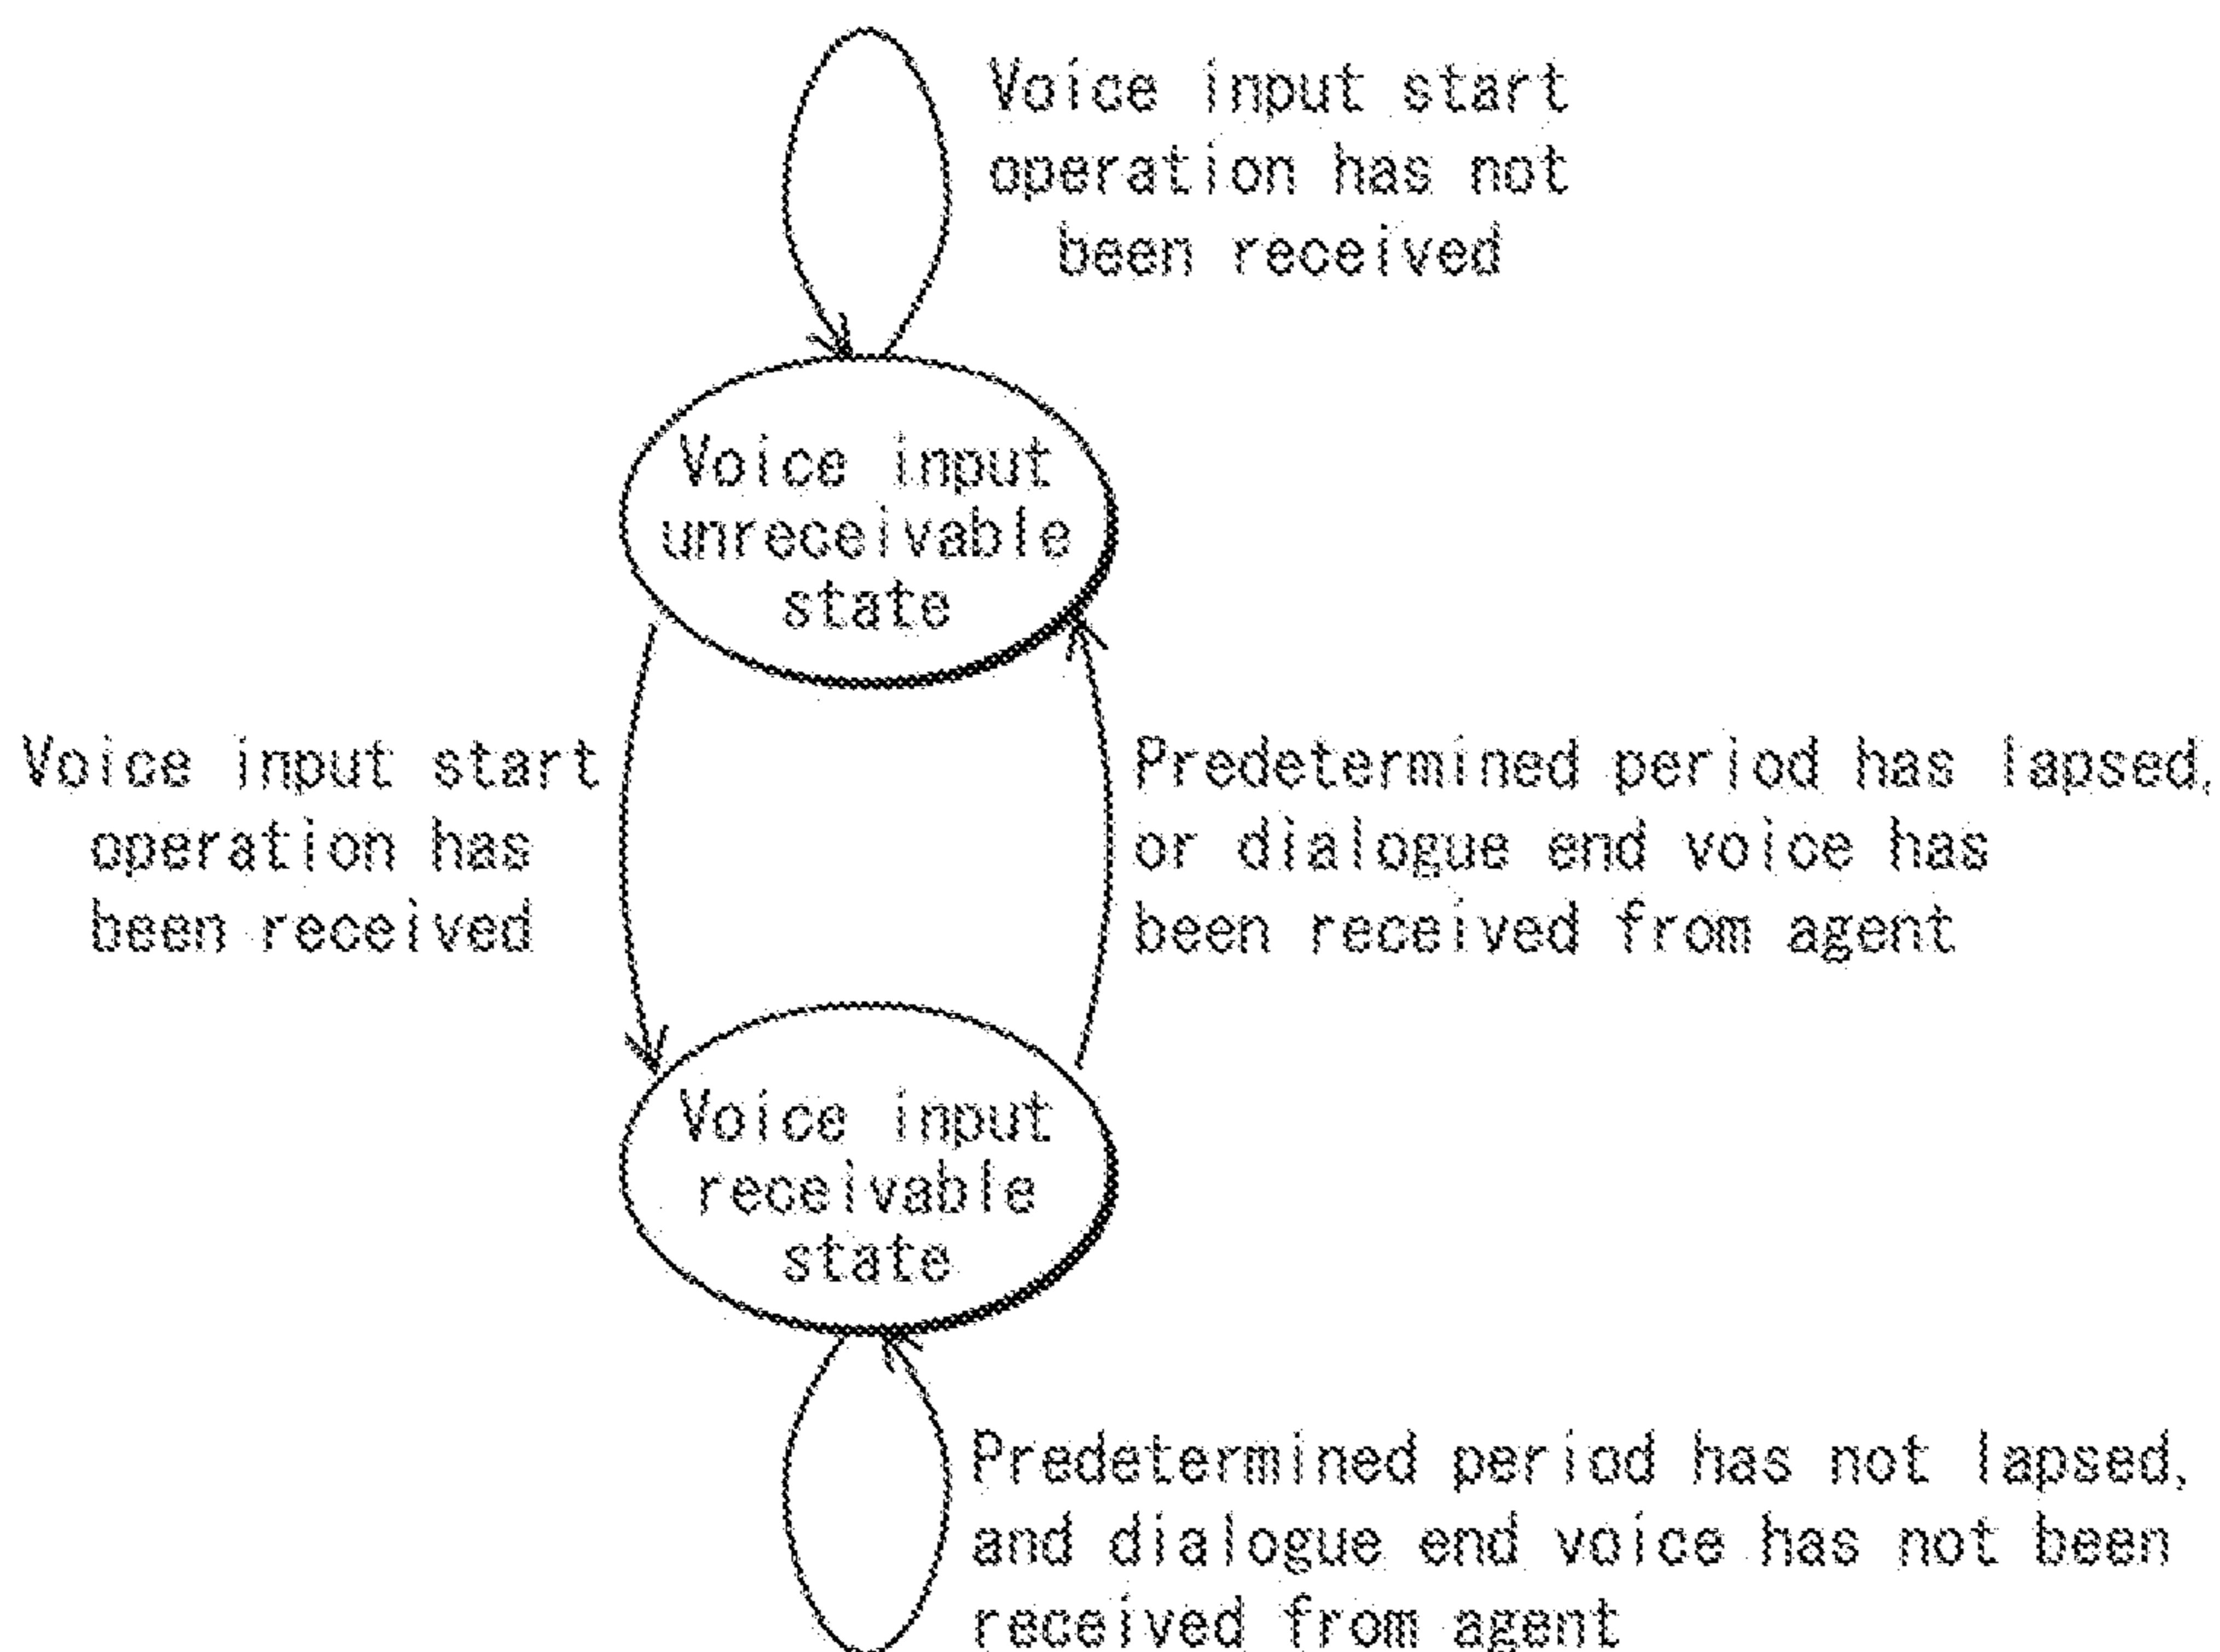 Voice input start
operation has not
been received
Voice input
unreceivable
state
Voice input start
operation has
been received
Predetermined period has lapsed,
or dialogue end voice has
been received from agent
Voice input
receivable
state
Predetermined period has not lapsed,
and dialogue end voice has not been
received from agent